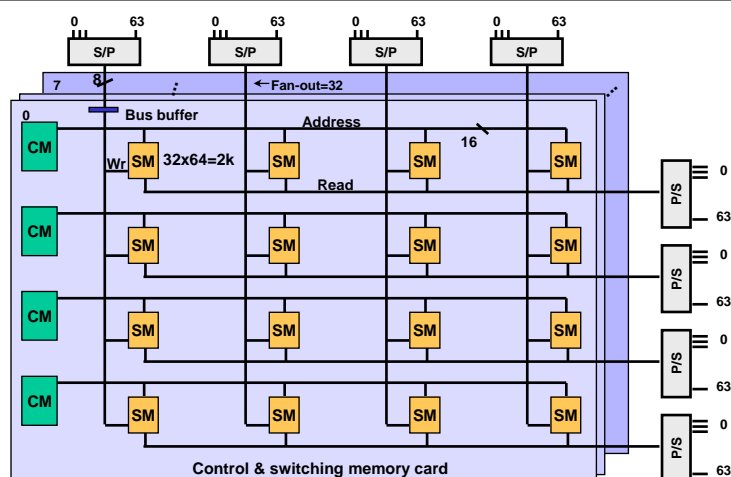 0 63 0 63 0 63 0 63
S/P S/P S/P S/P
7 8 Fan-out=32
0 Bus buffer Address
CM 16
Wr SM 32x64=2k SM SM SM
Read
P/S 0
63
CM SM SM SM SM
P/S 0
63
CM SM SM SM SM
P/S 0
63
CM SM SM SM SM
P/S 0
63
Control & switching memory card